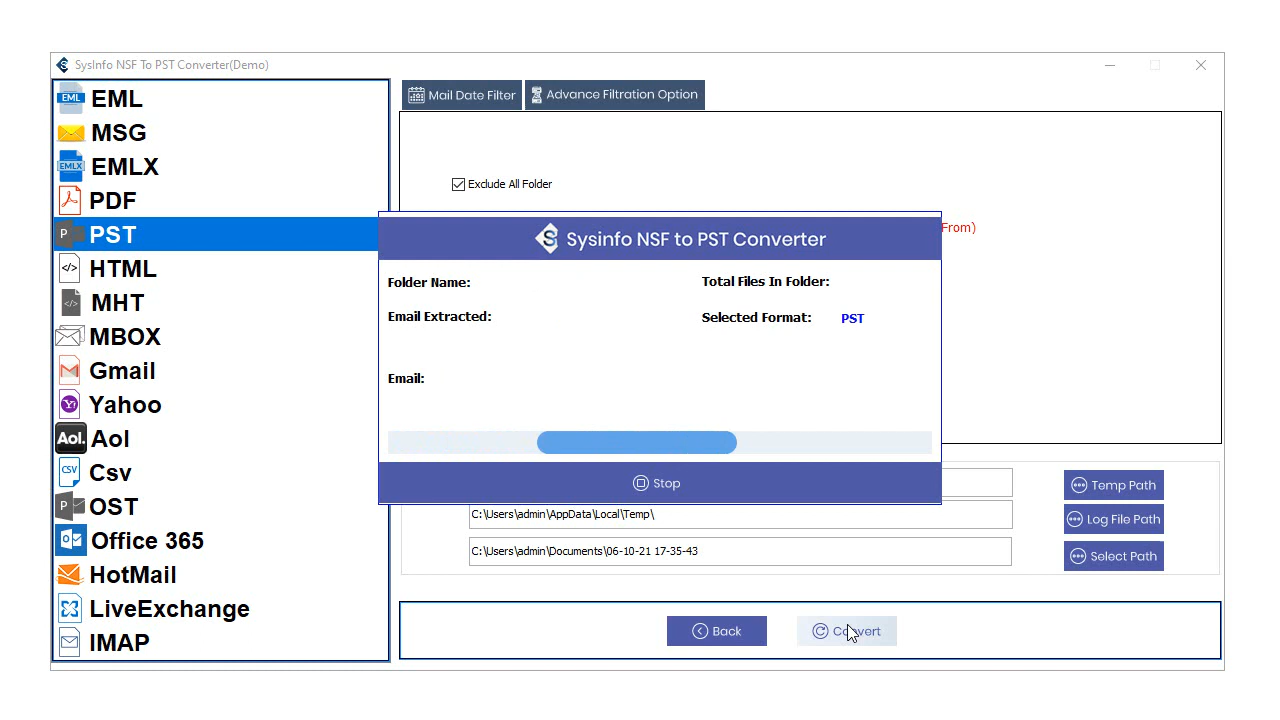 SysInfo NSF To PST Converter(Demo)
EML
EML
MSG
EMLX
EMLX
PDF
P
PST
HTML
MHT
MBOX
Gmail
Yahoo
Aol.
Aol
CSV
Csv
P
OST
Office 365
HotMail
LiveExchange
IMAP
Mail Date Filter
Advance Filtration Option
Exclude All Folder
From)
Sysinfo NSF to PST Converter
Folder Name:
Total Files In Folder:
Email Extracted:
Selected Format: PST
Email:
Stop
Temp Path
C:\Users\admin\AppData\Local\Temp\
Log File Path
C:\Users\admin\Documents\06-10-21 17-35-43
Select Path
Back
Convert